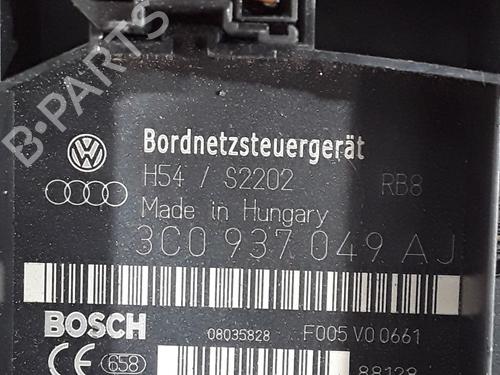 B-PARTS
Bordnetzsteuergerät
H54 / S2202 RB8
Made in Hungary
3C0 937 049 AJ
BOSCH 08035828 F005 V0 0661
CE 658 88128